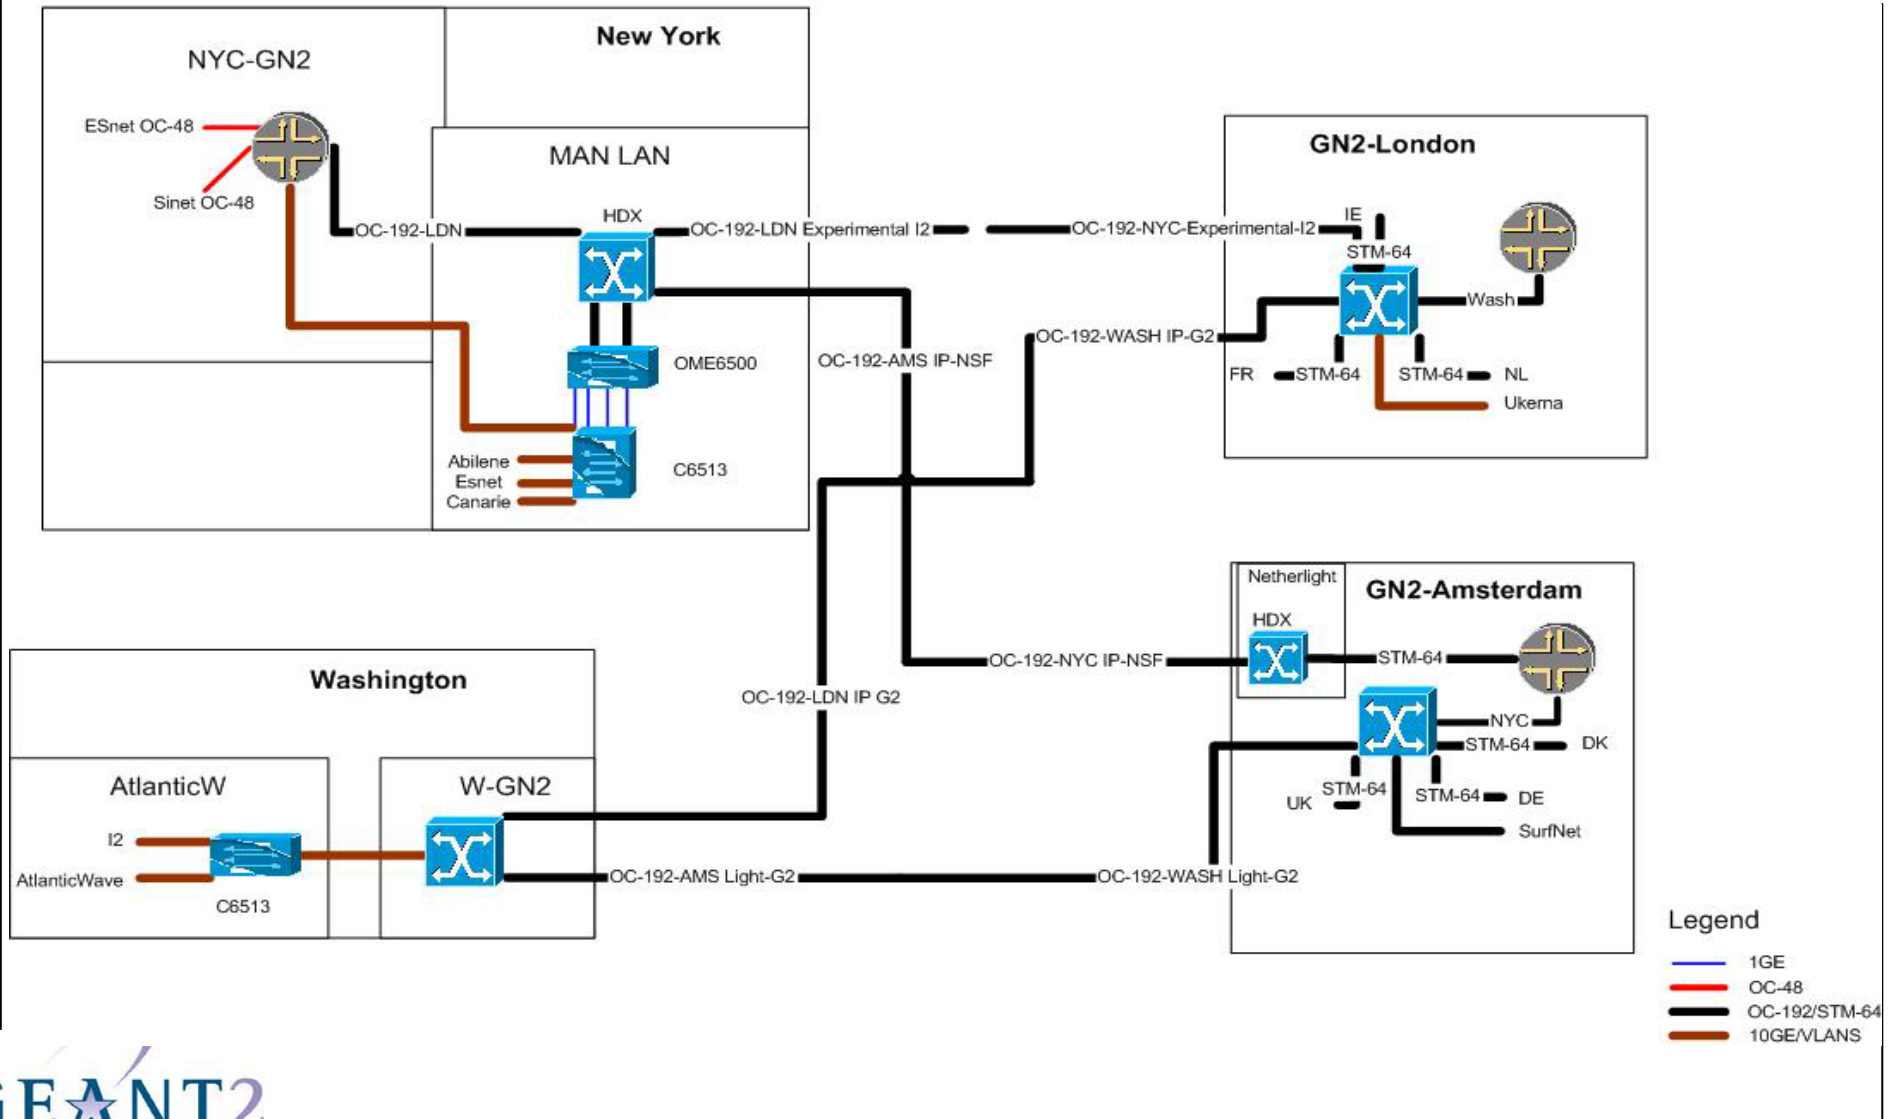 New York
NYC-GN2
ESnet OC-48
Sinet OC-48
OC-192-LDN
MAN LAN
HDX
OC-192-LDN Experimental I2
OC-192-NYC-Experimental-I2
OME6500
OC-192-AMS IP-NSF
Abilene
Esnet
Canarie
C6513
GN2-London
IE
STM-64
Wash
OC-192-WASH IP-G2
FR
STM-64
STM-64
NL
Ukerna
Netherlight
GN2-Amsterdam
HDX
OC-192-NYC IP-NSF
STM-64
NYC
STM-64
DK
UK
STM-64
STM-64
DE
SurfNet
OC-192-LDN IP G2
Washington
AtlanticW
W-GN2
I2
AtlanticWave
C6513
OC-192-AMS Light-G2
OC-192-WASH Light-G2
Legend
1GE
OC-48
OC-192/STM-64
10GE/VLANS
GEANT2